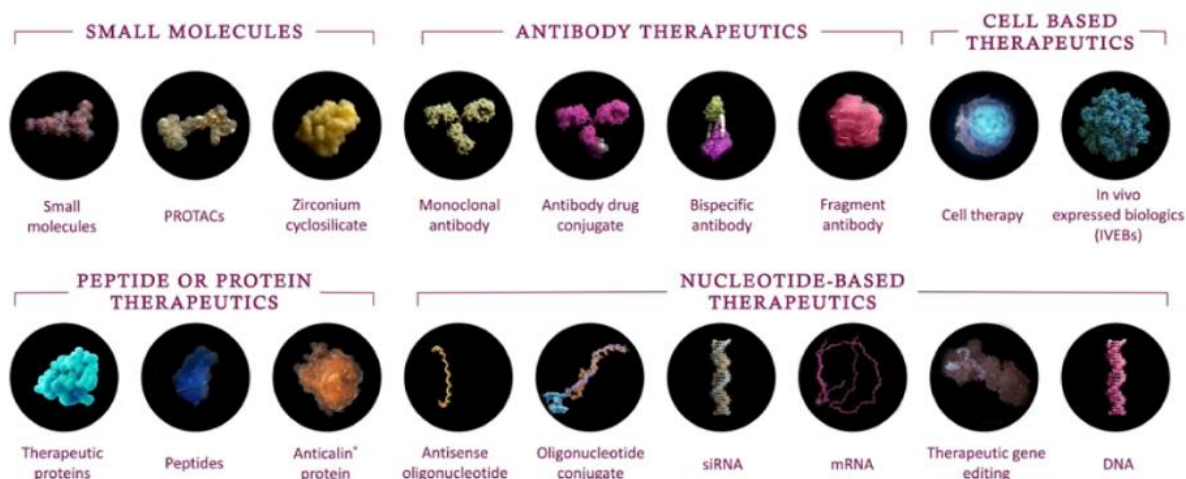 SMALL MOLECULES
ANTIBODY THERAPEUTICS
CELL BASED
THERAPEUTICS
Small
molecules
PROTACs
Zirconium
cyclosilicate
Monoclonal
antibody
Antibody drug
conjugate
Bispecific
antibody
Fragment
antibody
Cell therapy
In vivo
expressed biologics
(IVEBs)
PEPTIDE OR PROTEIN
THERAPEUTICS
NUCLEOTIDE-BASED
THERAPEUTICS
Therapeutic
proteins
Peptides
Anticalin®
protein
Antisense
oligonucleotide
Oligonucleotide
conjugate
siRNA
mRNA
Therapeutic gene
editing
DNA